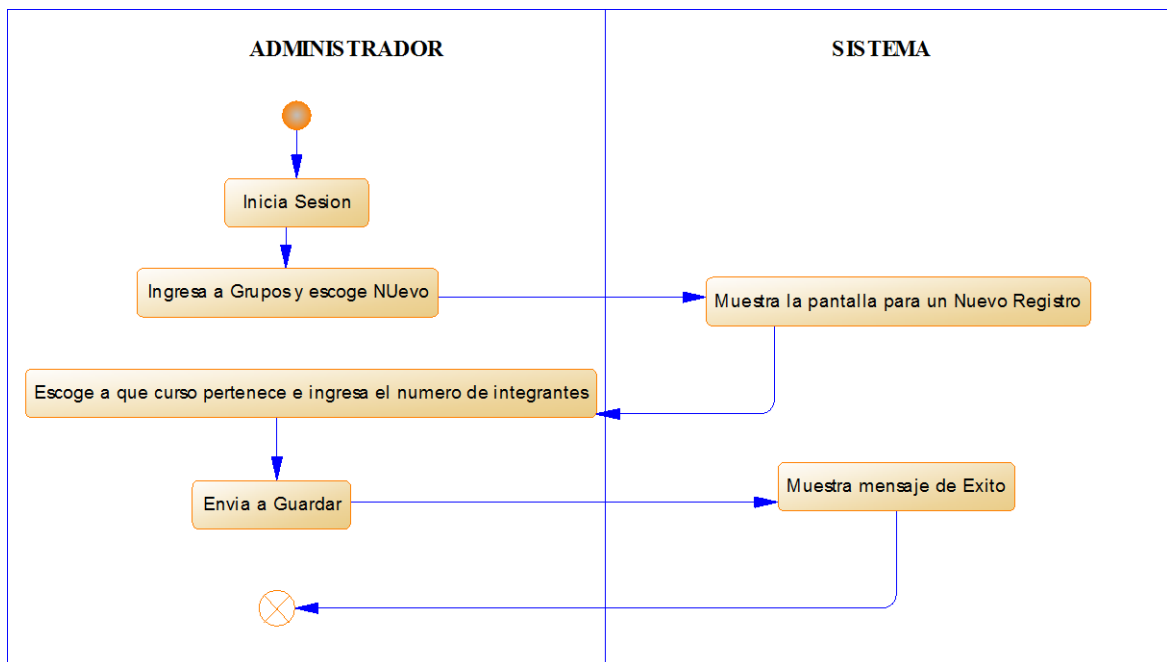 ADMINISTRADOR
SISTEMA
Inicia Sesion
Ingresa a Grupos y escoge NUevo
Muestra la pantalla para un Nuevo Registro
Escoge a que curso pertenece e ingresa el numero de integrantes
Envia a Guardar
Muestra mensaje de Exito